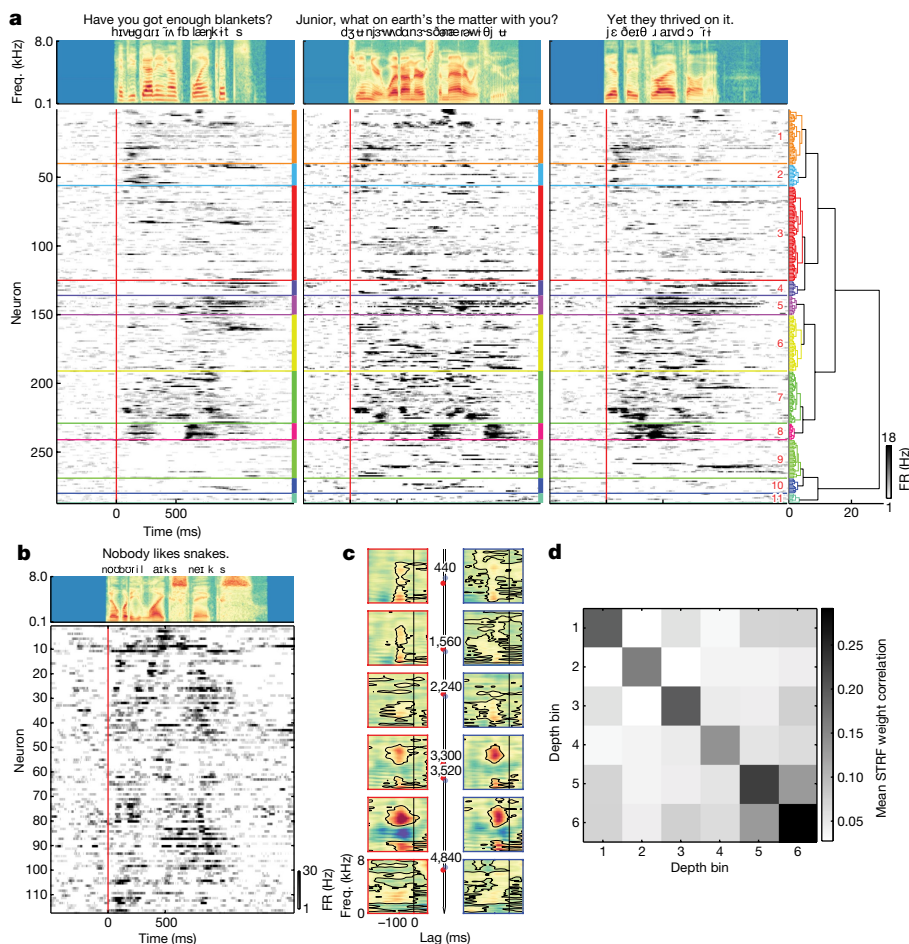 a
Have you got enough blankets?
Junior, what on earth's the matter with you?
Yet they thrived on it.
Freq. (kHz)
8.0
0.1
Neuron
50
100
150
200
250
1
2
3
4
5
6
7
8
9
10
11
18
1
FR (Hz)
0
500
Time (ms)
0
20
b
Nobody likes snakes.
8.0
0.1
Neuron
10
20
30
40
50
60
70
80
90
100
110
30
1
FR (Hz)
0
500
Time (ms)
c
440
1,560
2,240
3,300
3,520
4,840
Freq. (kHz)
8
0
−100 0
Lag (ms)
d
Depth bin
1
2
3
4
5
6
1 2 3 4 5 6
Depth bin
0.25
0.20
0.15
0.10
0.05
Mean STRF weight correlation